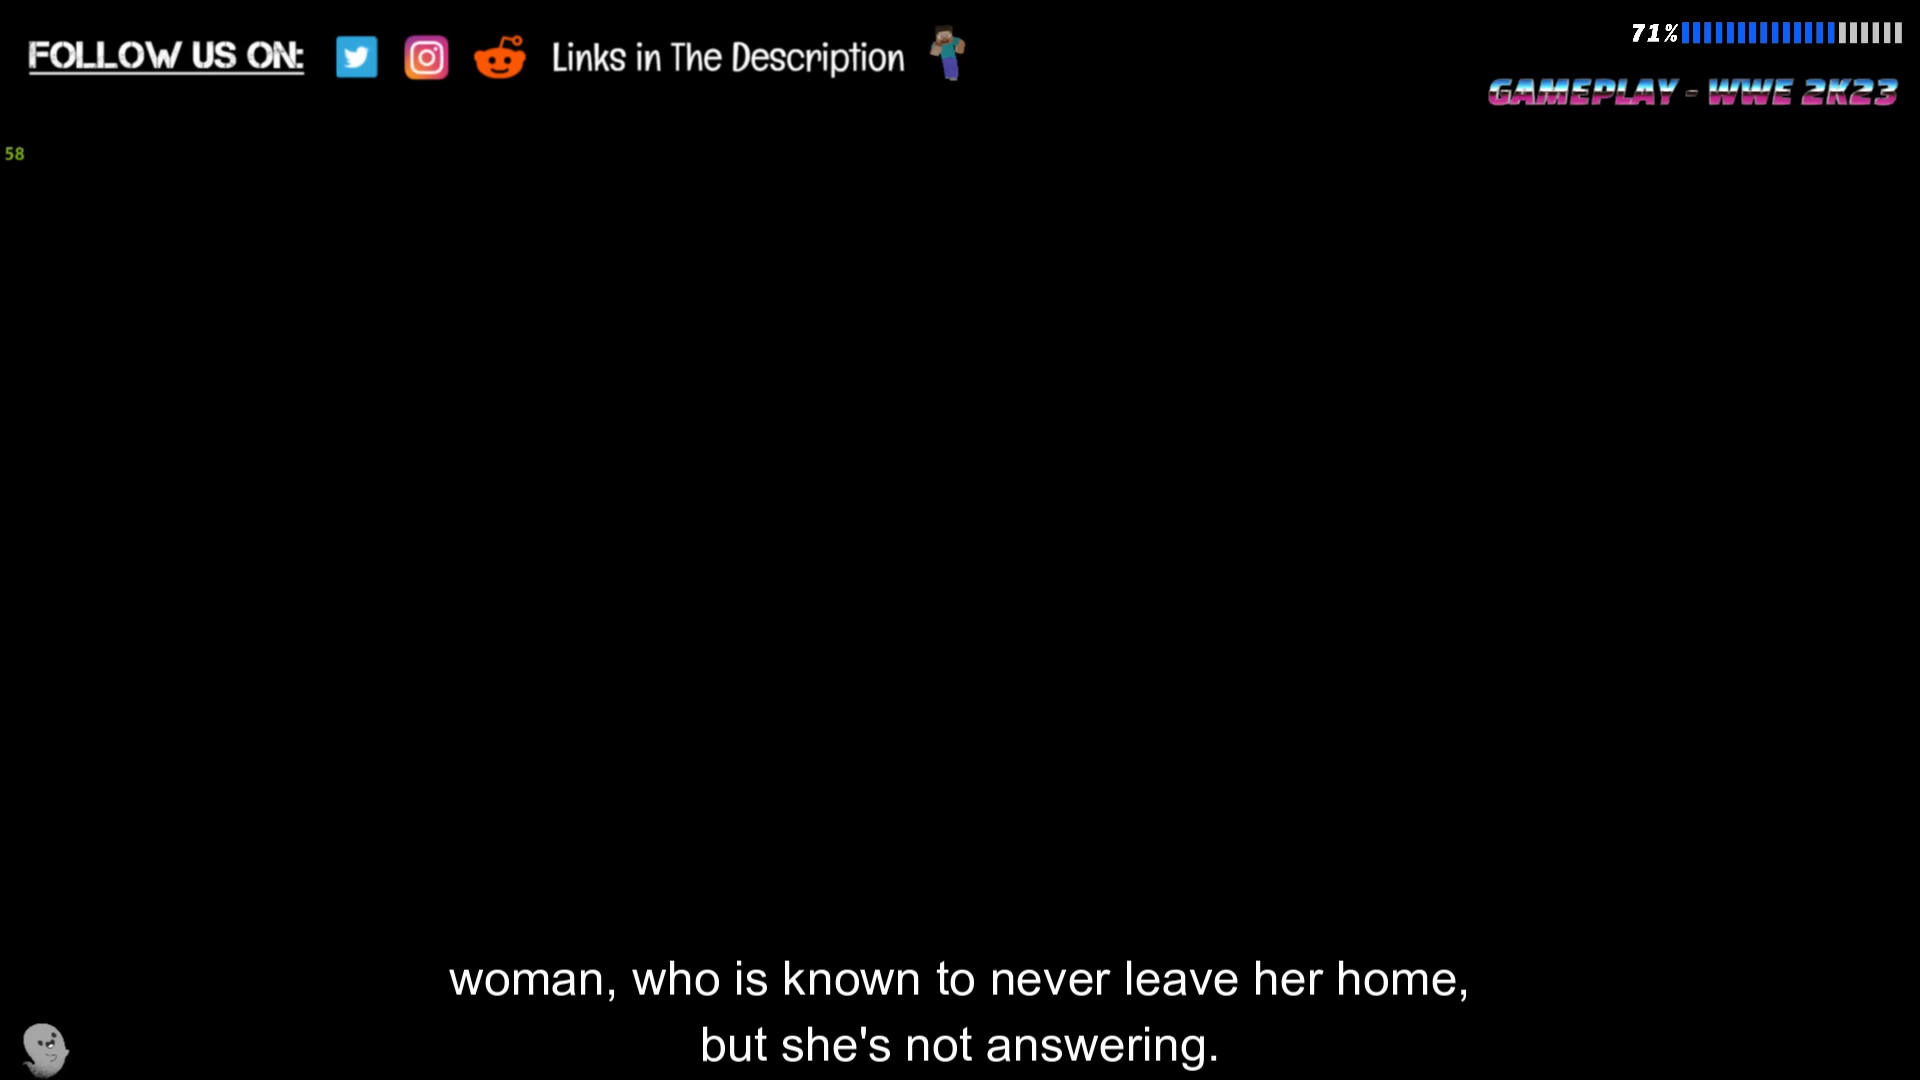 FOLLOW US ON: Links in The Description
71%
GAMEPLAY - WWE 2K23
58
woman, who is known to never leave her home,
but she's not answering.